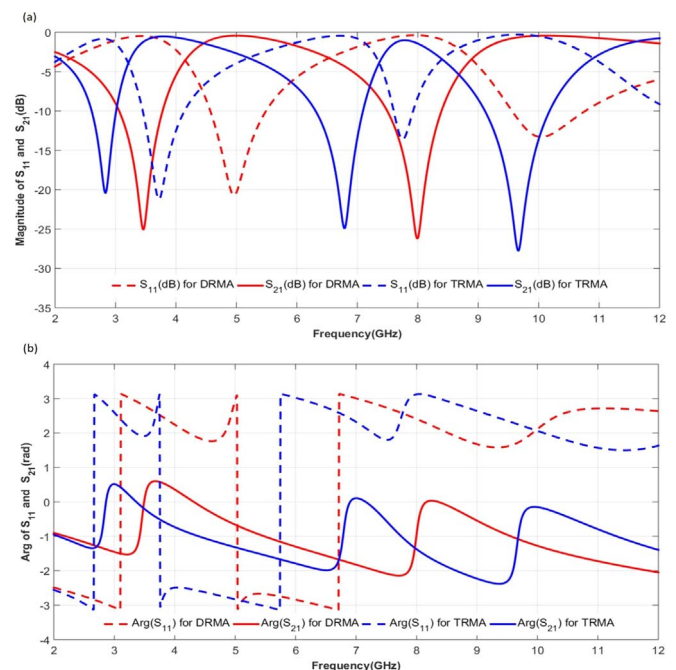 (a)
0
-5
-10
-15
-20
-25
-30
-35
Magnitude of S11 and S21(dB)
S11(dB) for DRMA S21(dB) for DRMA S11(dB) for TRMA S21(dB) for TRMA
2 3 4 5 6 7 8 9 10 11 12
Frequency(GHz)
(b)
4
3
2
1
0
-1
-2
-3
-4
Arg of S11 and S21(rad)
Arg(S11) for DRMA Arg(S21) for DRMA Arg(S11) for TRMA Arg(S21) for TRMA
2 3 4 5 6 7 8 9 10 11 12
Frequency(GHz)